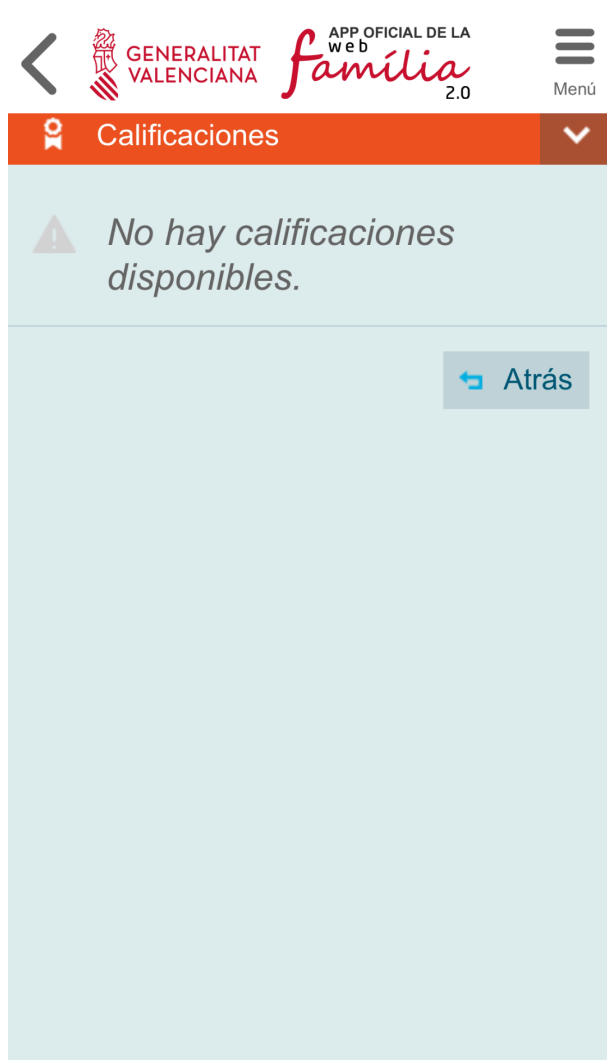 APP OFICIAL DE LA
GENERALITAT
VALENCIANA
web
família
2.0
Menú
Calificaciones
No hay calificaciones
disponibles.
Atrás